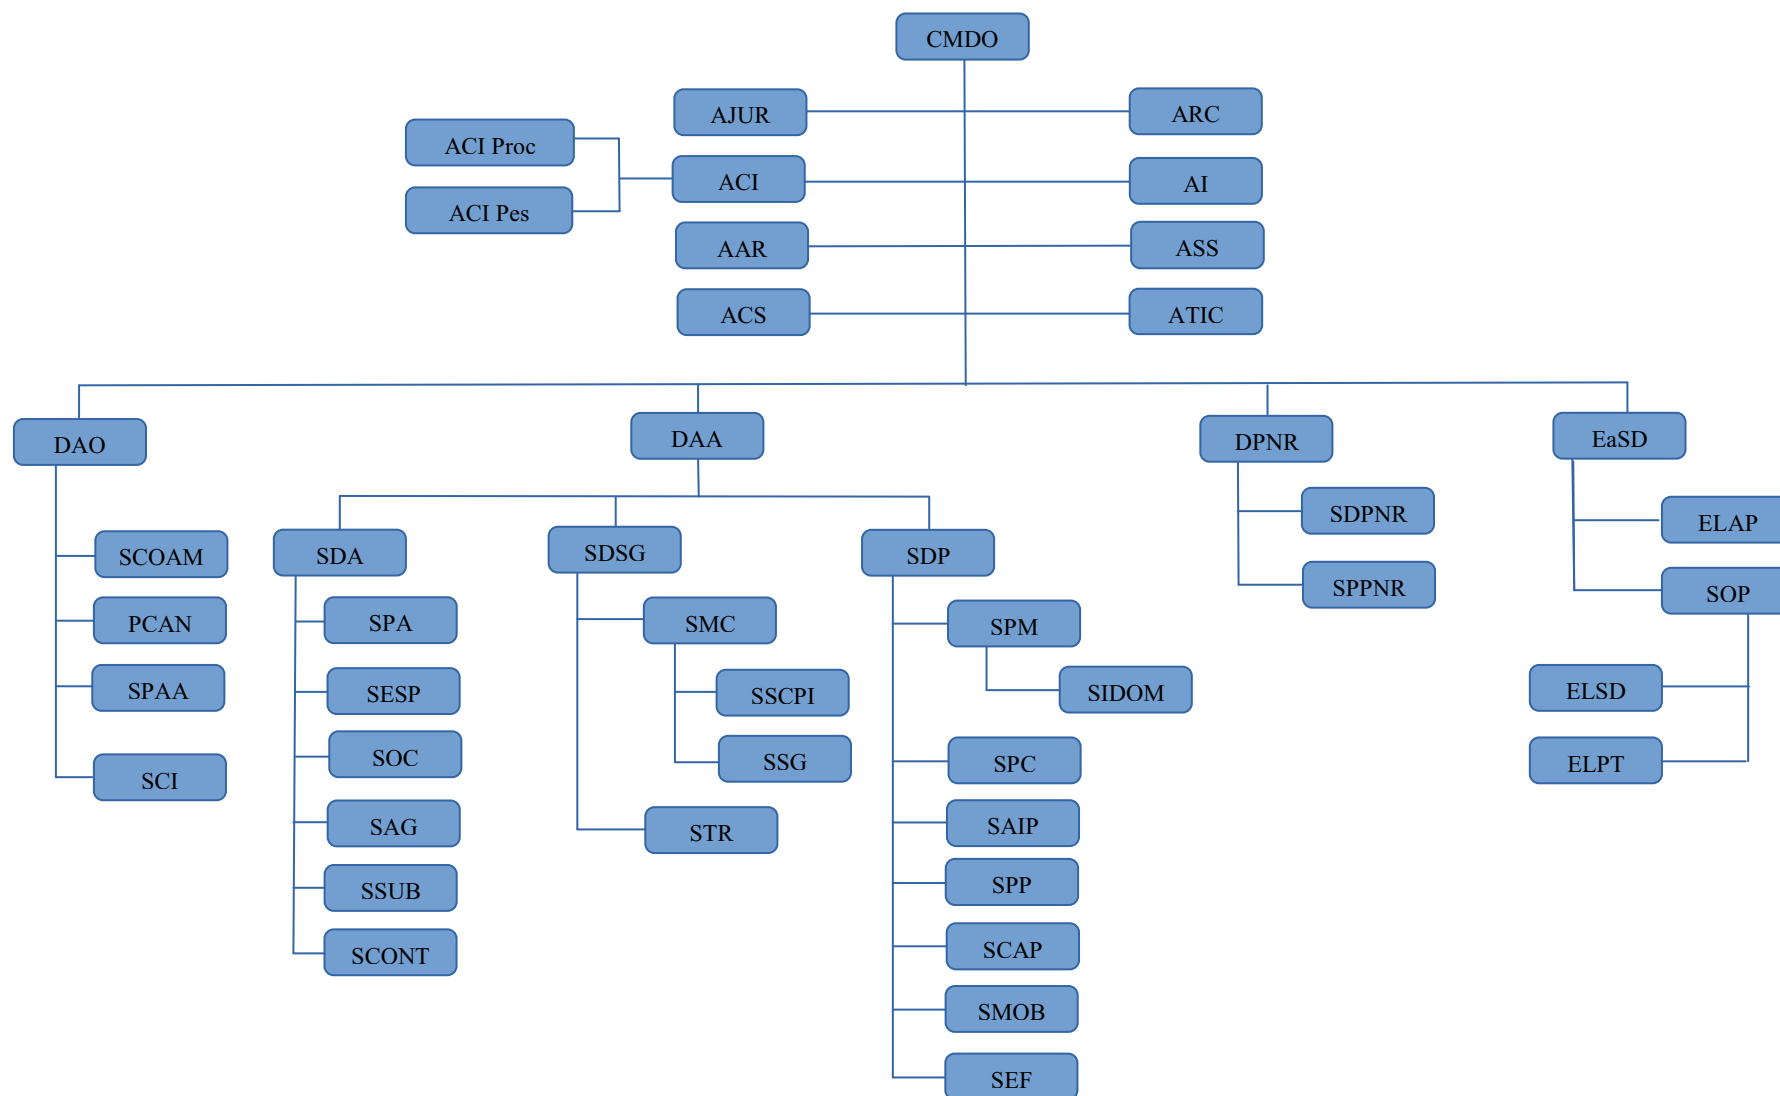 CMDO
AJUR
ARC
ACI Proc
ACI
AI
ACI Pes
AAR
ASS
ACS
ATIC
DAO
DAA
DPNR
EaSD
SCOAM
PCAN
SPAA
SCI
SDA
SPA
SESP
SOC
SAG
SSUB
SCONT
SDSG
SMC
SSCPI
SSG
STR
SDP
SPM
SIDOM
SPC
SAIP
SPP
SCAP
SMOB
SEF
SDPNR
SPPNR
ELAP
SOP
ELSD
ELPT